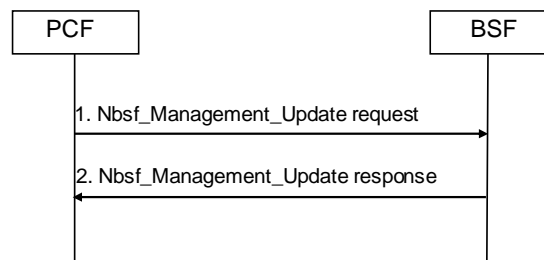 PCF
BSF
1. Nbsf_Management_Update request
2. Nbsf_Management_Update response